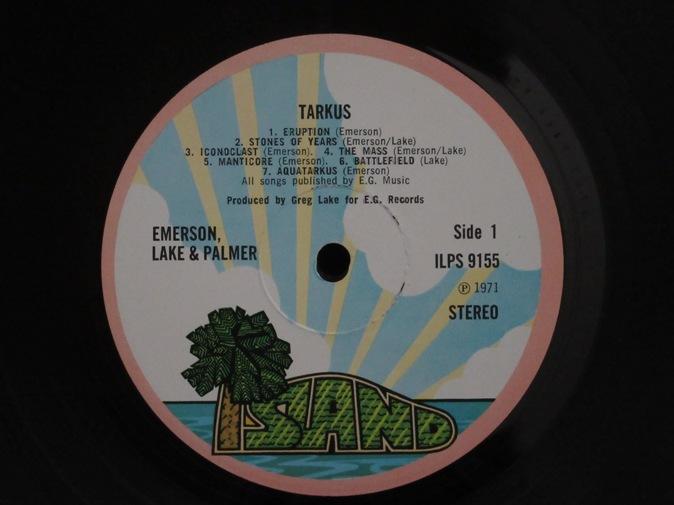 TARKUS
1. ERUPTION (Emerson)
2. STONES OF YEARS (Emerson/Lake)
3. ICONOCLAST (Emerson). 4. THE MASS (Emerson/Lake)
5. MANTICORE (Emerson). 6. BATTLEFIELD (Lake)
7. AQUATARKUS (Emerson)
All songs published by E.G. Music
Produced by Greg Lake for E.G. Records
EMERSON,
LAKE & PALMER
Side 1
ILPS 9155
℗ 1971
STEREO
ISLAND